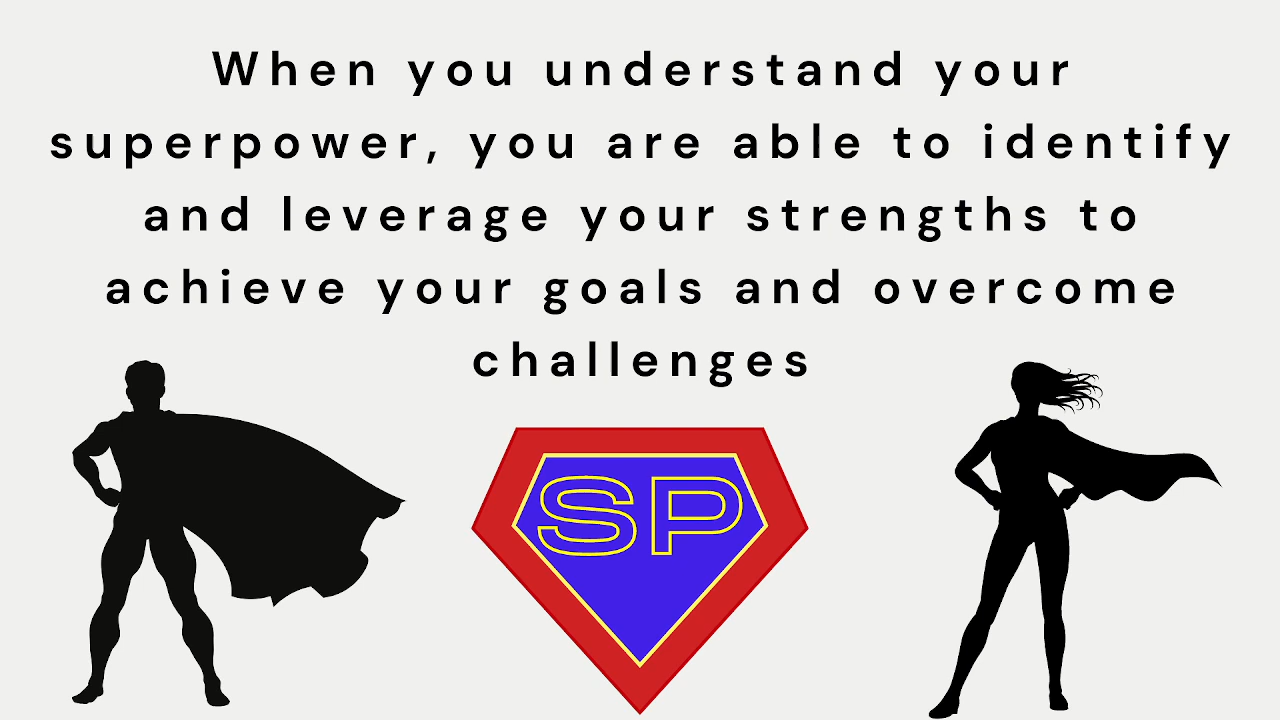 When you understand your
superpower, you are able to identify
and leverage your strengths to
achieve your goals and overcome
challenges
SP